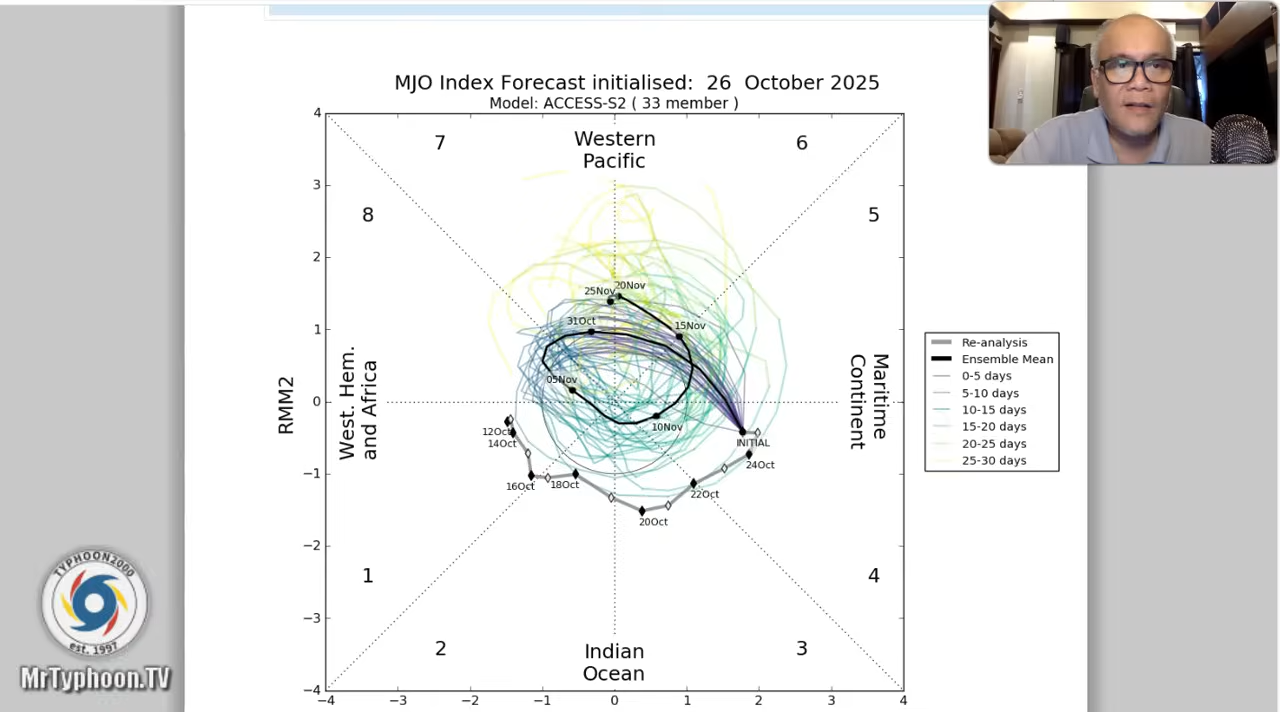 MJO Index Forecast initialised: 26 October 2025
Model: ACCESS-S2 ( 33 member )
4
3
2
1
0
−1
−2
−3
−4
RMM2
7
Western
Pacific
6
8
5
25Nov
20Nov
31Oct
15Nov
05Nov
10Nov
INITIAL
12Oct
14Oct
16Oct
18Oct
20Oct
22Oct
24Oct
West. Hem.
and Africa
Maritime
Continent
1
4
2
Indian
Ocean
3
−4
−3
−2
−1
0
1
2
3
4
Re-analysis
Ensemble Mean
0-5 days
5-10 days
10-15 days
15-20 days
20-25 days
25-30 days
TYPHOON2000
est. 1997
MrTyphoon.TV